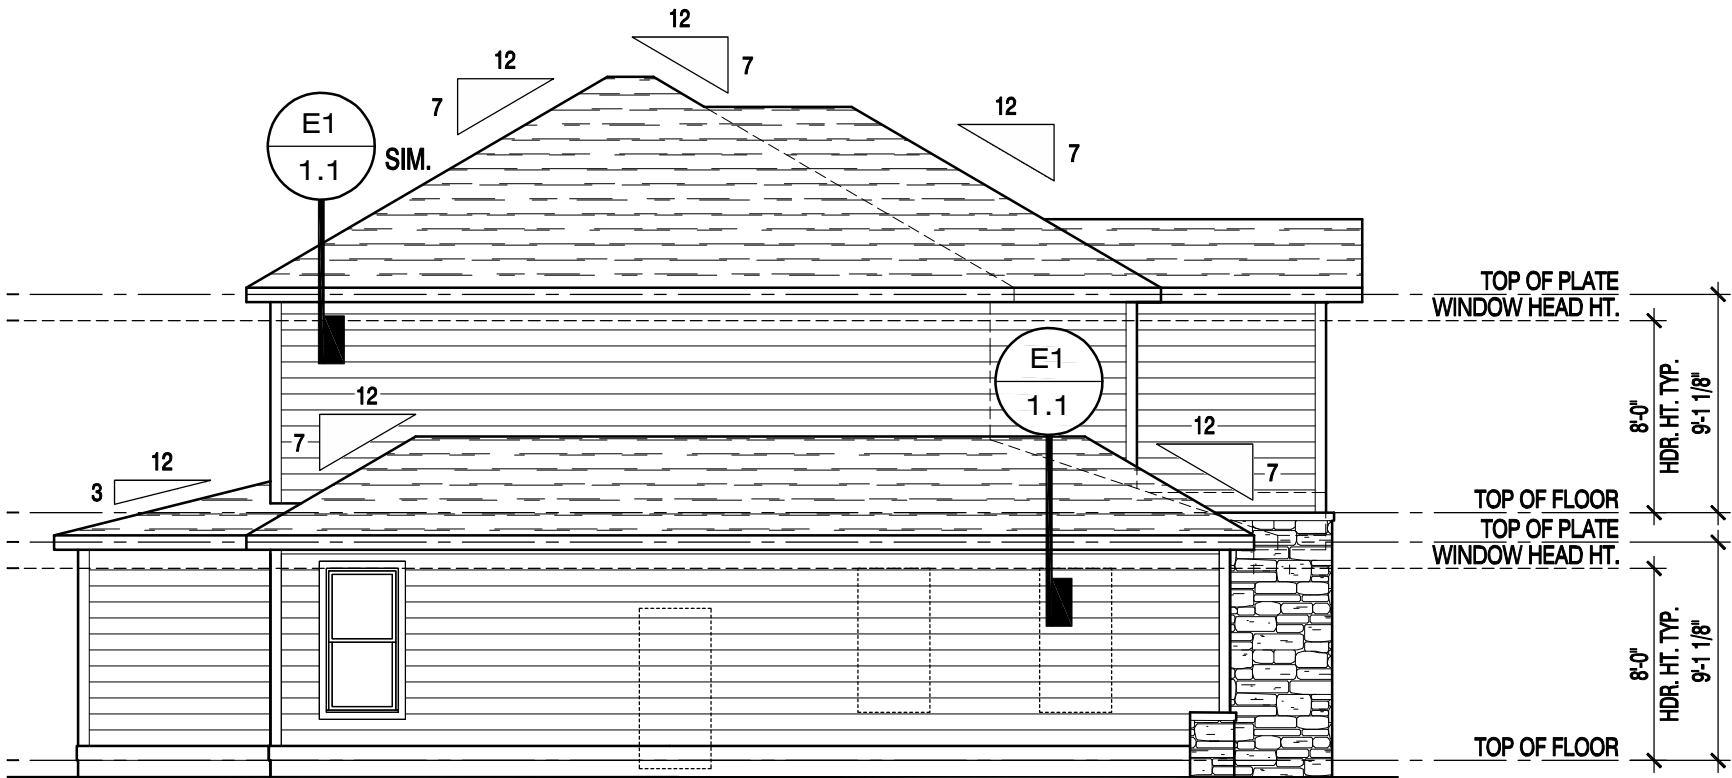 12
7
12
7
12
7
E1
1.1
SIM.
TOP OF PLATE
WINDOW HEAD HT.
8'-0"
HDR. HT. TYP.
9'-1 1/8"
E1
1.1
12
7
12
7
12
3
TOP OF FLOOR
TOP OF PLATE
WINDOW HEAD HT.
8'-0"
HDR. HT. TYP.
9'-1 1/8"
TOP OF FLOOR